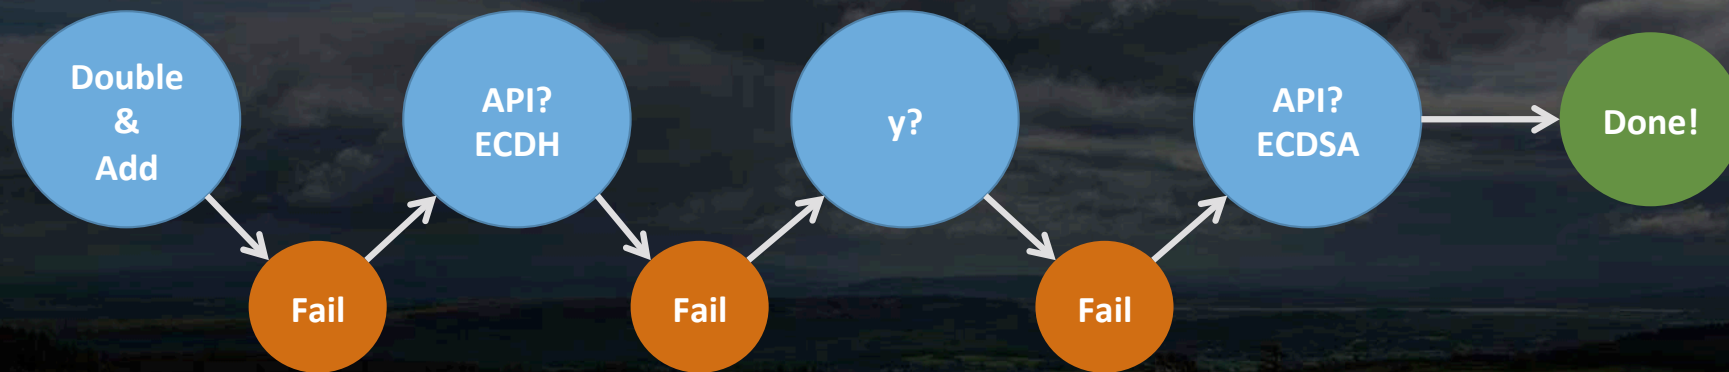 Double
&
Add
Fail
API?
ECDH
Fail
y?
Fail
API?
ECDSA
Done!